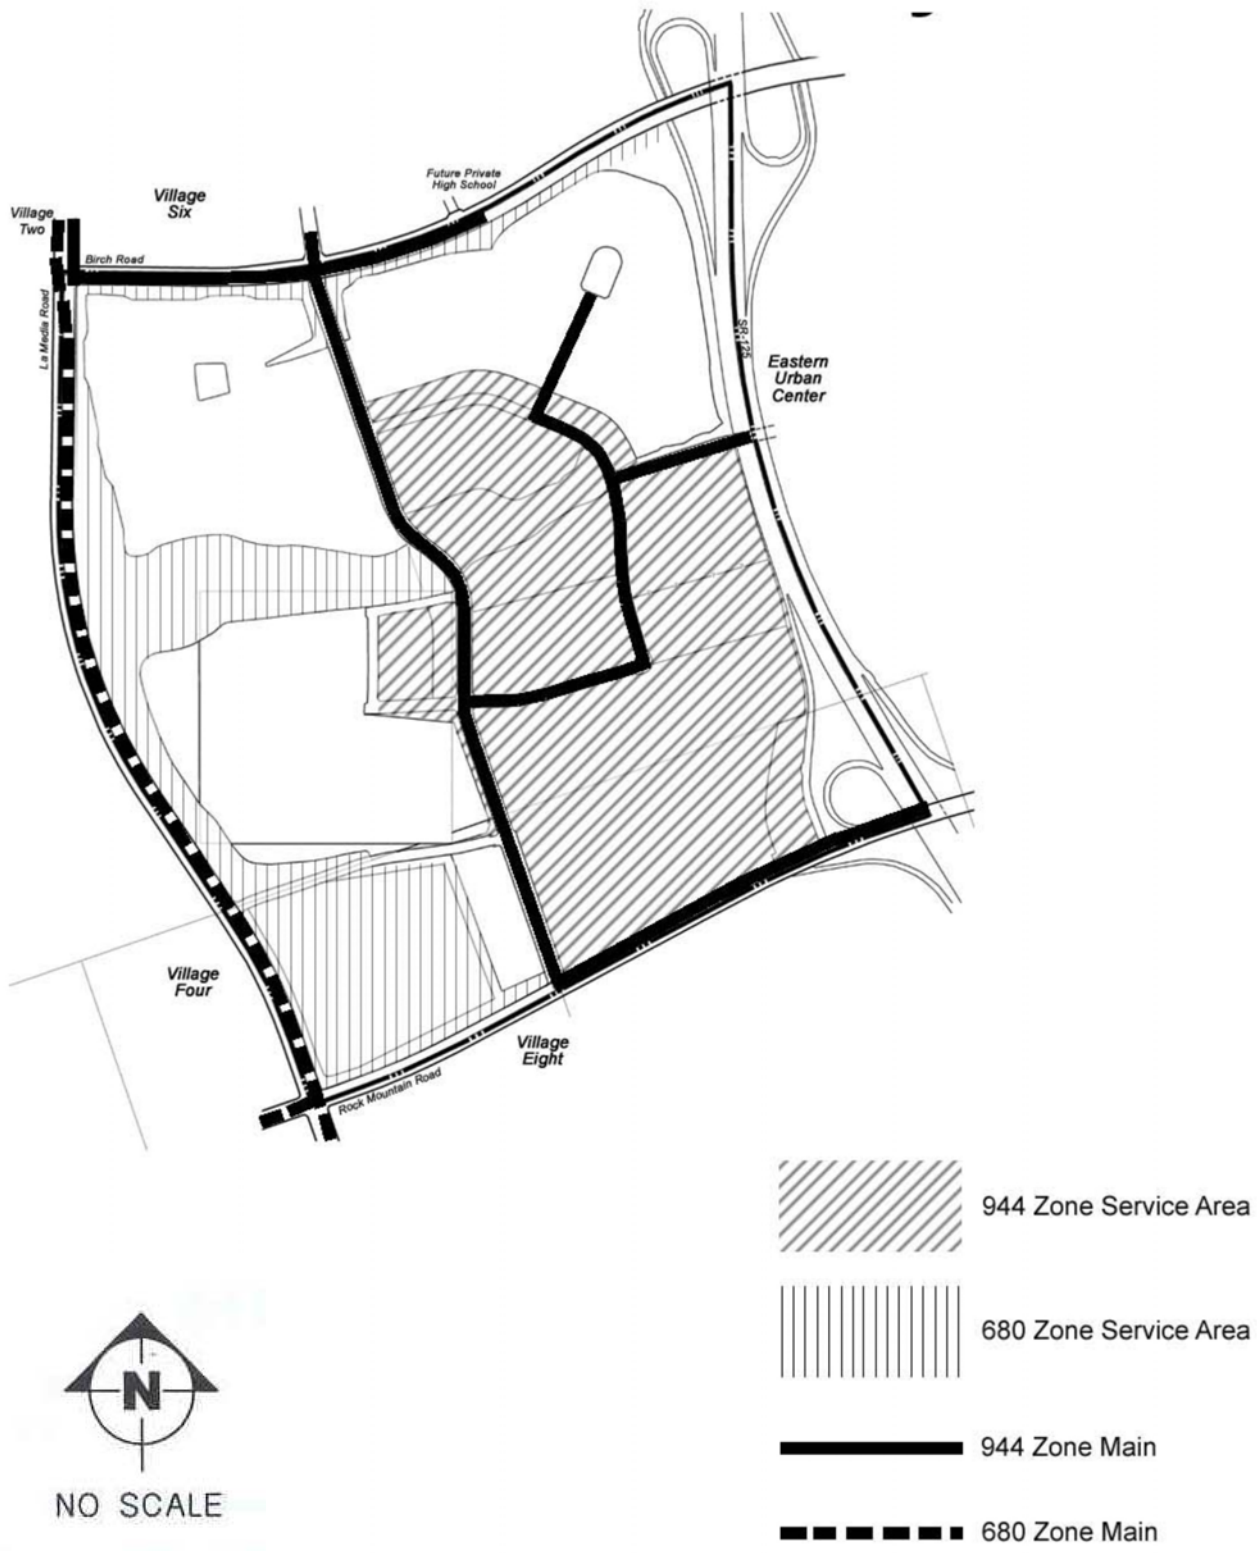 Future Private
High School
Village
Six
Village
Two
Birch Road
La Media Road
SR-125
Eastern
Urban
Center
Village
Four
Village
Eight
Rock Mountain Road
944 Zone Service Area
680 Zone Service Area
944 Zone Main
680 Zone Main
N
NO SCALE